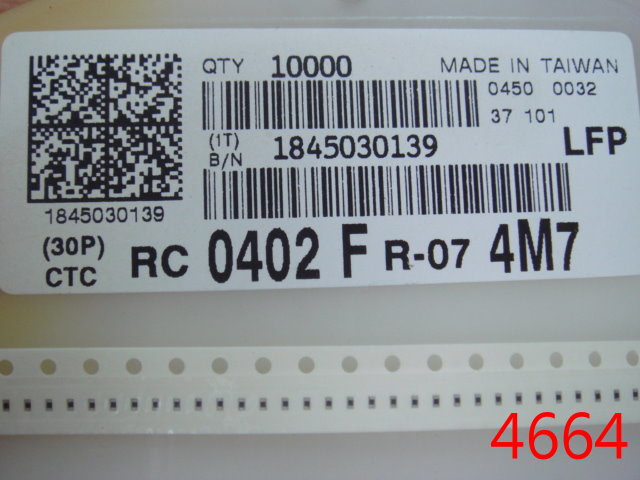 QTY 10000 MADE IN TAIWAN
0450 0032
37 101
(1T)
B/N 1845030139 LFP
1845030139
(30P)
CTC RC 0402 F R-07 4M7
4664